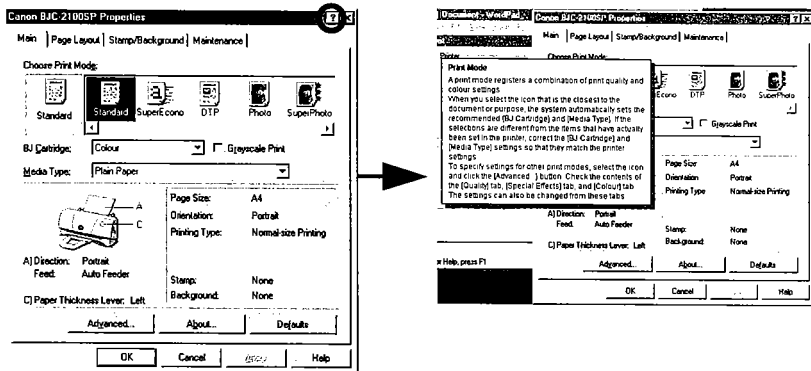 Canon BJC-2100SP Properties
? X
Main Page Layout Stamp/Background Maintenance
Choose Print Mode:
Standard Standard SuperEcono DTP Photo SuperPhoto
BJ Cartridge: Colour Grayscale Print
Media Type: Plain Paper
A
C
Page Size: A4
Orientation: Portrait
Printing Type: Normal-size Printing
A) Direction: Portrait
Feed: Auto Feeder
Stamp: None
Background: None
C) Paper Thickness Lever: Left
Advanced... About... Defaults
OK Cancel Apply Help
Document - WordPad
Canon BJC-2100SP Properties
? X
Main Page Layout Stamp/Background Maintenance
Printer
Choose Print Mode:
Print Mode
A print mode registers a combination of print quality and
colour settings
When you select the icon that is the closest to the
document or purpose, the system automatically sets the
recommended [BJ Cartridge] and [Media Type]. If the
selections are different from the items that have actually
been set in the printer, correct the [BJ Cartridge] and
[Media Type] settings so that they match the printer
settings
To specify settings for other print modes, select the icon
and click the [Advanced ] button Check the contents of
the [Quality] tab, [Special Effects] tab, and [Colour] tab
The settings can also be changed from these tabs
Econo DTP Photo SuperPhoto
Grayscale Print
Page Size A4
Orientation Portrait
Printing Type Normal-size Printing
A) Direction: Portrait
Feed: Auto Feeder
Stamp: None
Background: None
C) Paper Thickness Lever: Left
Help, press F1
Advanced... About... Defaults
OK Cancel Help